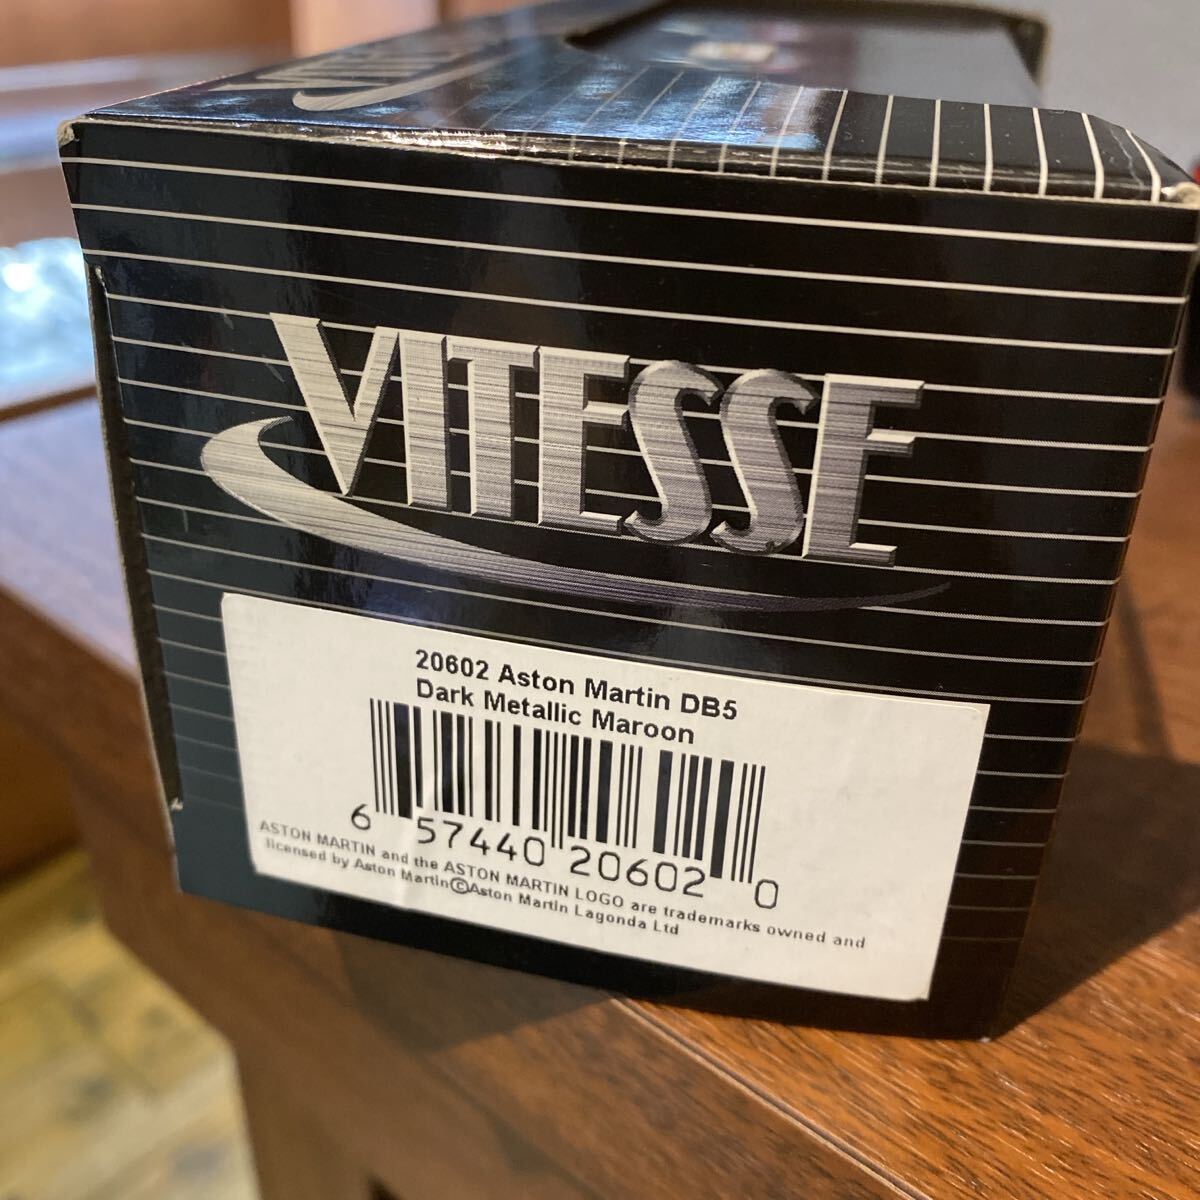 VITESSE
20602 Aston Martin DB5
Dark Metallic Maroon
6 57440 20602 0
ASTON MARTIN and the ASTON MARTIN LOGO are trademarks owned and
licensed by Aston Martin©Aston Martin Lagonda Ltd